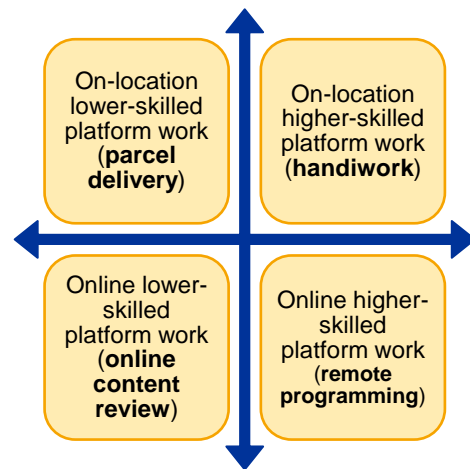 On-location
lower-skilled
platform work
(parcel
delivery)
On-location
higher-skilled
platform work
(handiwork)
Online lower-
skilled
platform work
(online
content
review)
Online higher-
skilled
platform work
(remote
programming)